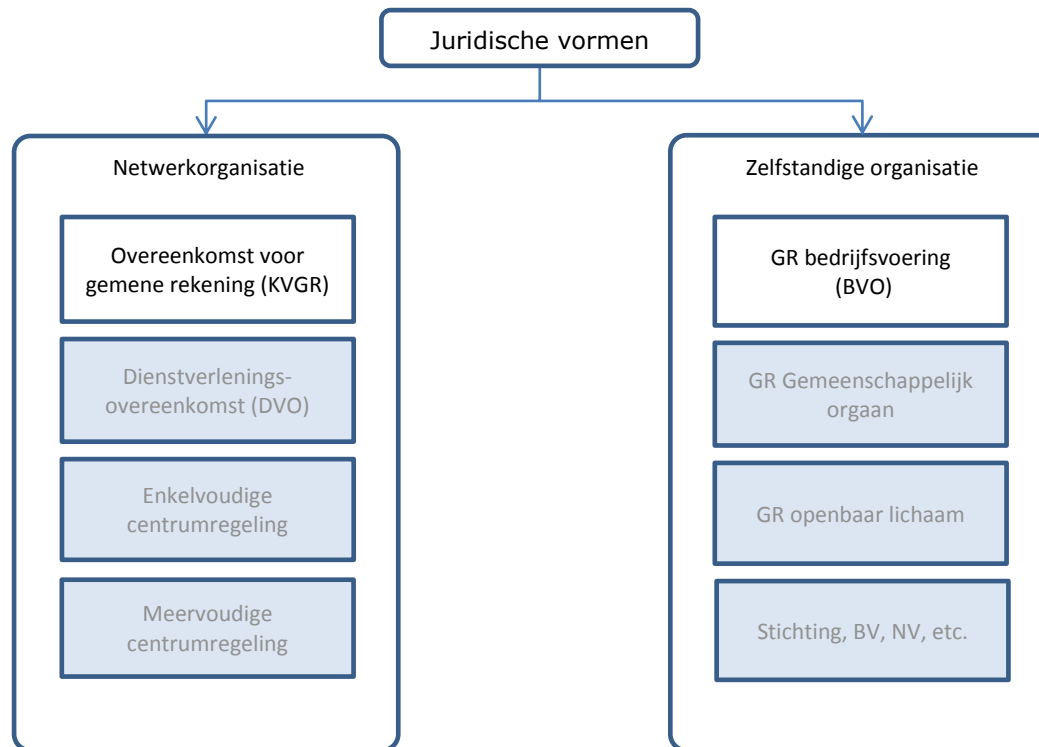 Juridische vormen
Netwerkorganisatie
Overeenkomst voor
gemene rekening (KVGR)
Dienstverlenings-
overeenkomst (DVO)
Enkelvoudige
centrumregeling
Meervoudige
centrumregeling
Zelfstandige organisatie
GR bedrijfsvoering
(BVO)
GR Gemeenschappelijk
orgaan
GR openbaar lichaam
Stichting, BV, NV, etc.